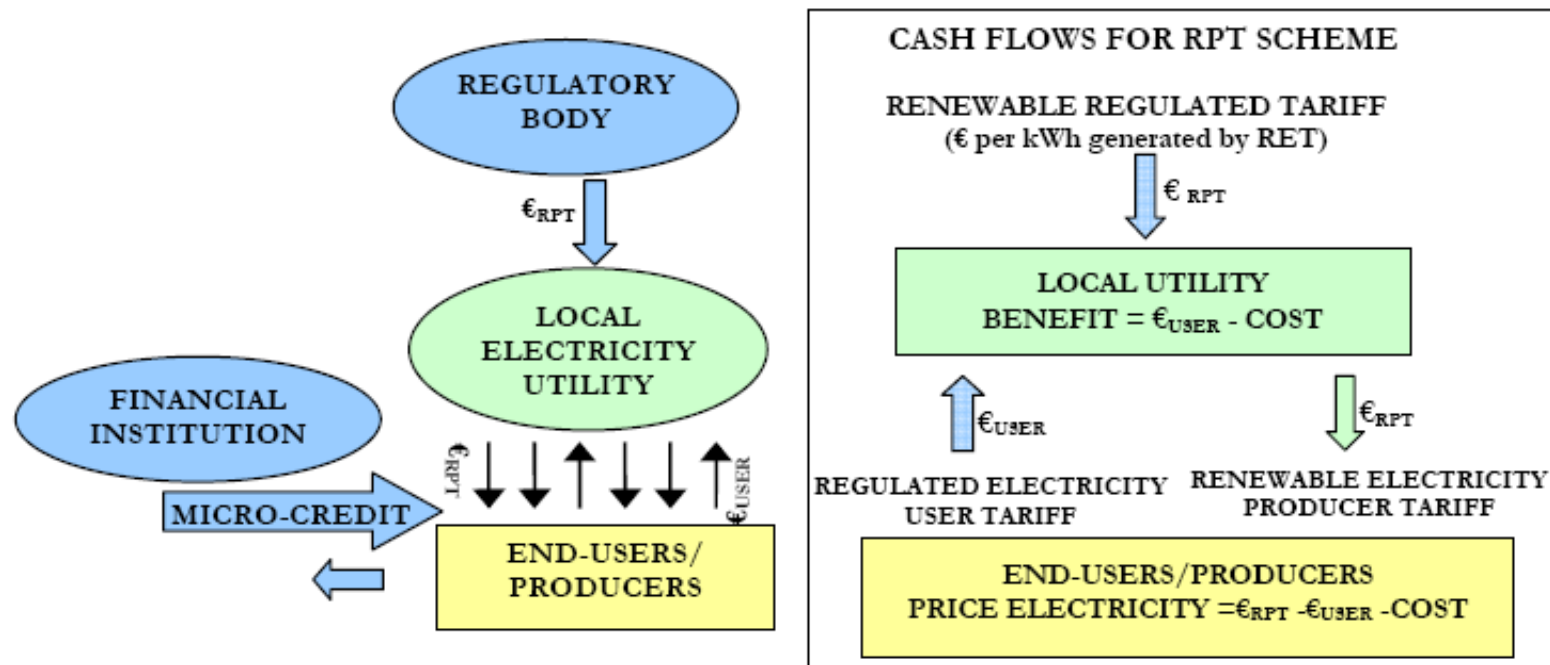 REGULATORY
BODY
€RPT
LOCAL
ELECTRICITY
UTILITY
FINANCIAL
INSTITUTION
€RPT
€USER
MICRO-CREDIT
END-USERS/
PRODUCERS
CASH FLOWS FOR RPT SCHEME
RENEWABLE REGULATED TARIFF
(€ per kWh generated by RET)
€ RPT
LOCAL UTILITY
BENEFIT = €USER - COST
€USER
€RPT
REGULATED ELECTRICITY
USER TARIFF
RENEWABLE ELECTRICITY
PRODUCER TARIFF
END-USERS/PRODUCERS
PRICE ELECTRICITY =€RPT -€USER -COST